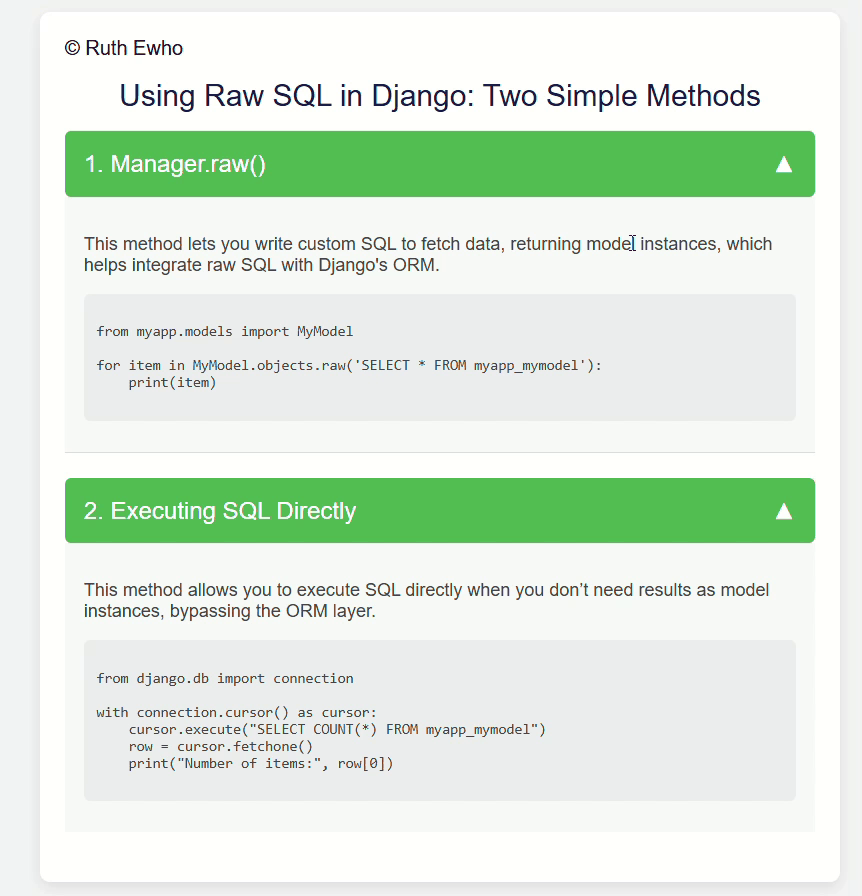 © Ruth Ewho
Using Raw SQL in Django: Two Simple Methods
1. Manager.raw()
▲
This method lets you write custom SQL to fetch data, returning model instances, which
helps integrate raw SQL with Django's ORM.
from myapp.models import MyModel
for item in MyModel.objects.raw('SELECT * FROM myapp_mymodel'):
    print(item)
2. Executing SQL Directly
▲
This method allows you to execute SQL directly when you don’t need results as model
instances, bypassing the ORM layer.
from django.db import connection
with connection.cursor() as cursor:
    cursor.execute("SELECT COUNT(*) FROM myapp_mymodel")
    row = cursor.fetchone()
    print("Number of items:", row[0])